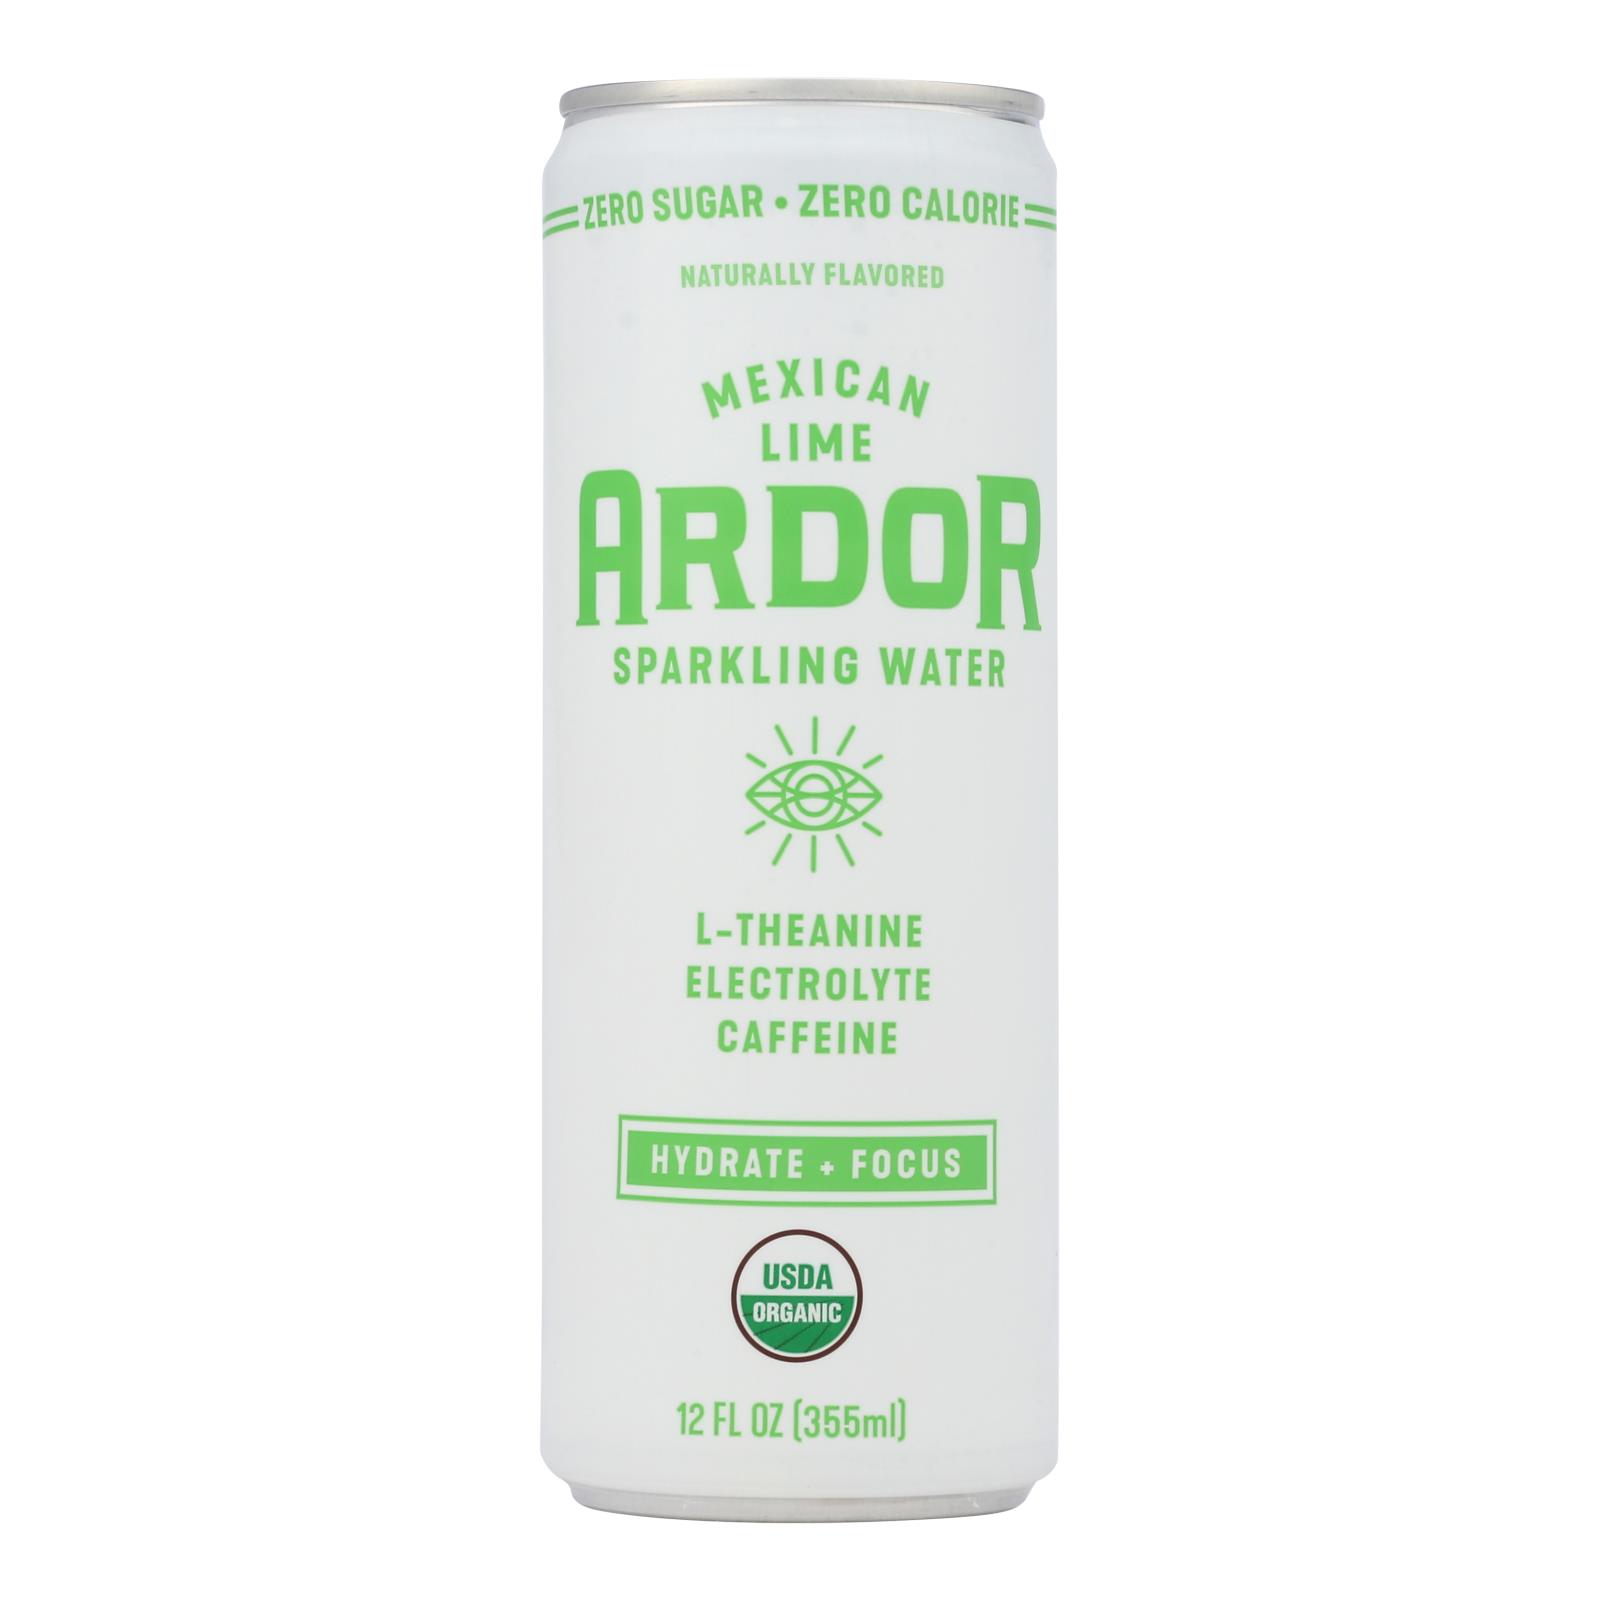 ZERO SUGAR • ZERO CALORIE
NATURALLY FLAVORED
MEXICAN
LIME
ARDOR
SPARKLING WATER
L-THEANINE
ELECTROLYTE
CAFFEINE
HYDRATE + FOCUS
USDA
ORGANIC
12 FL OZ (355ml)